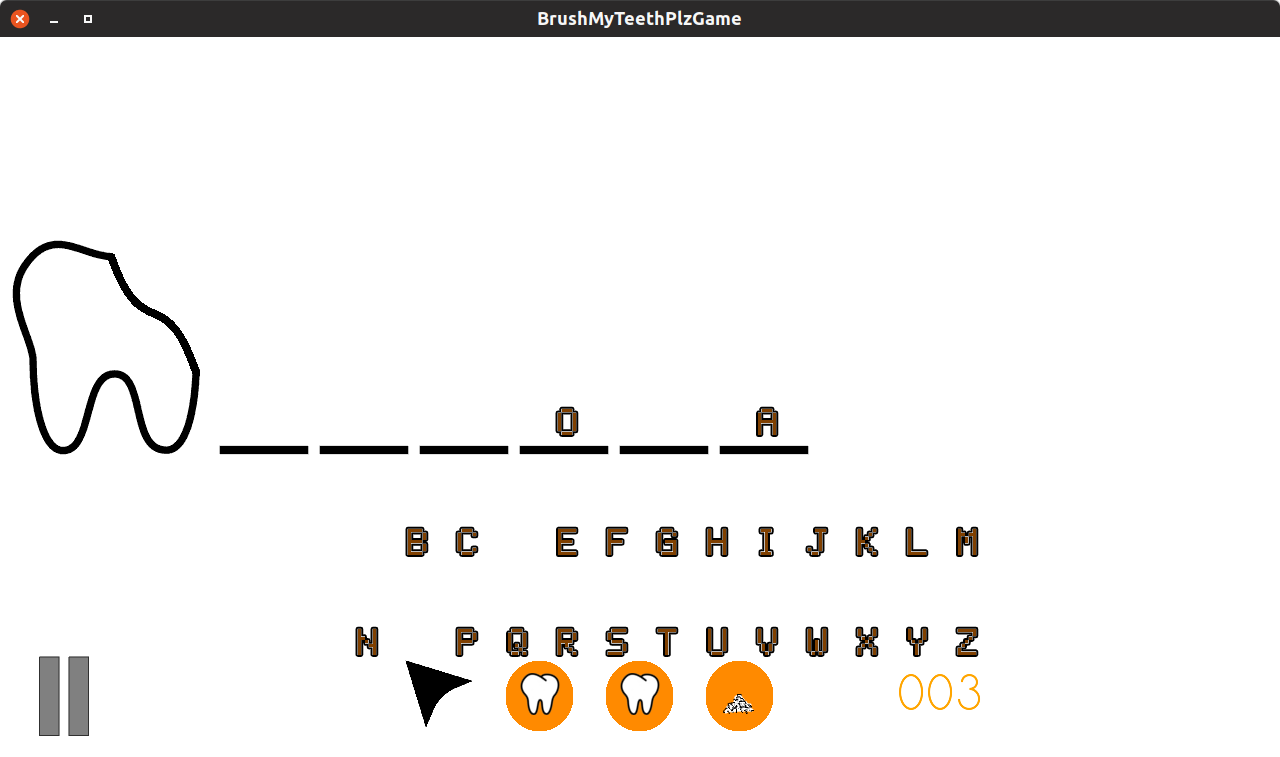 BrushMyTeethPlzGame
O A
B C E F G H I J K L M
N P Q R S T U V W X Y Z
003